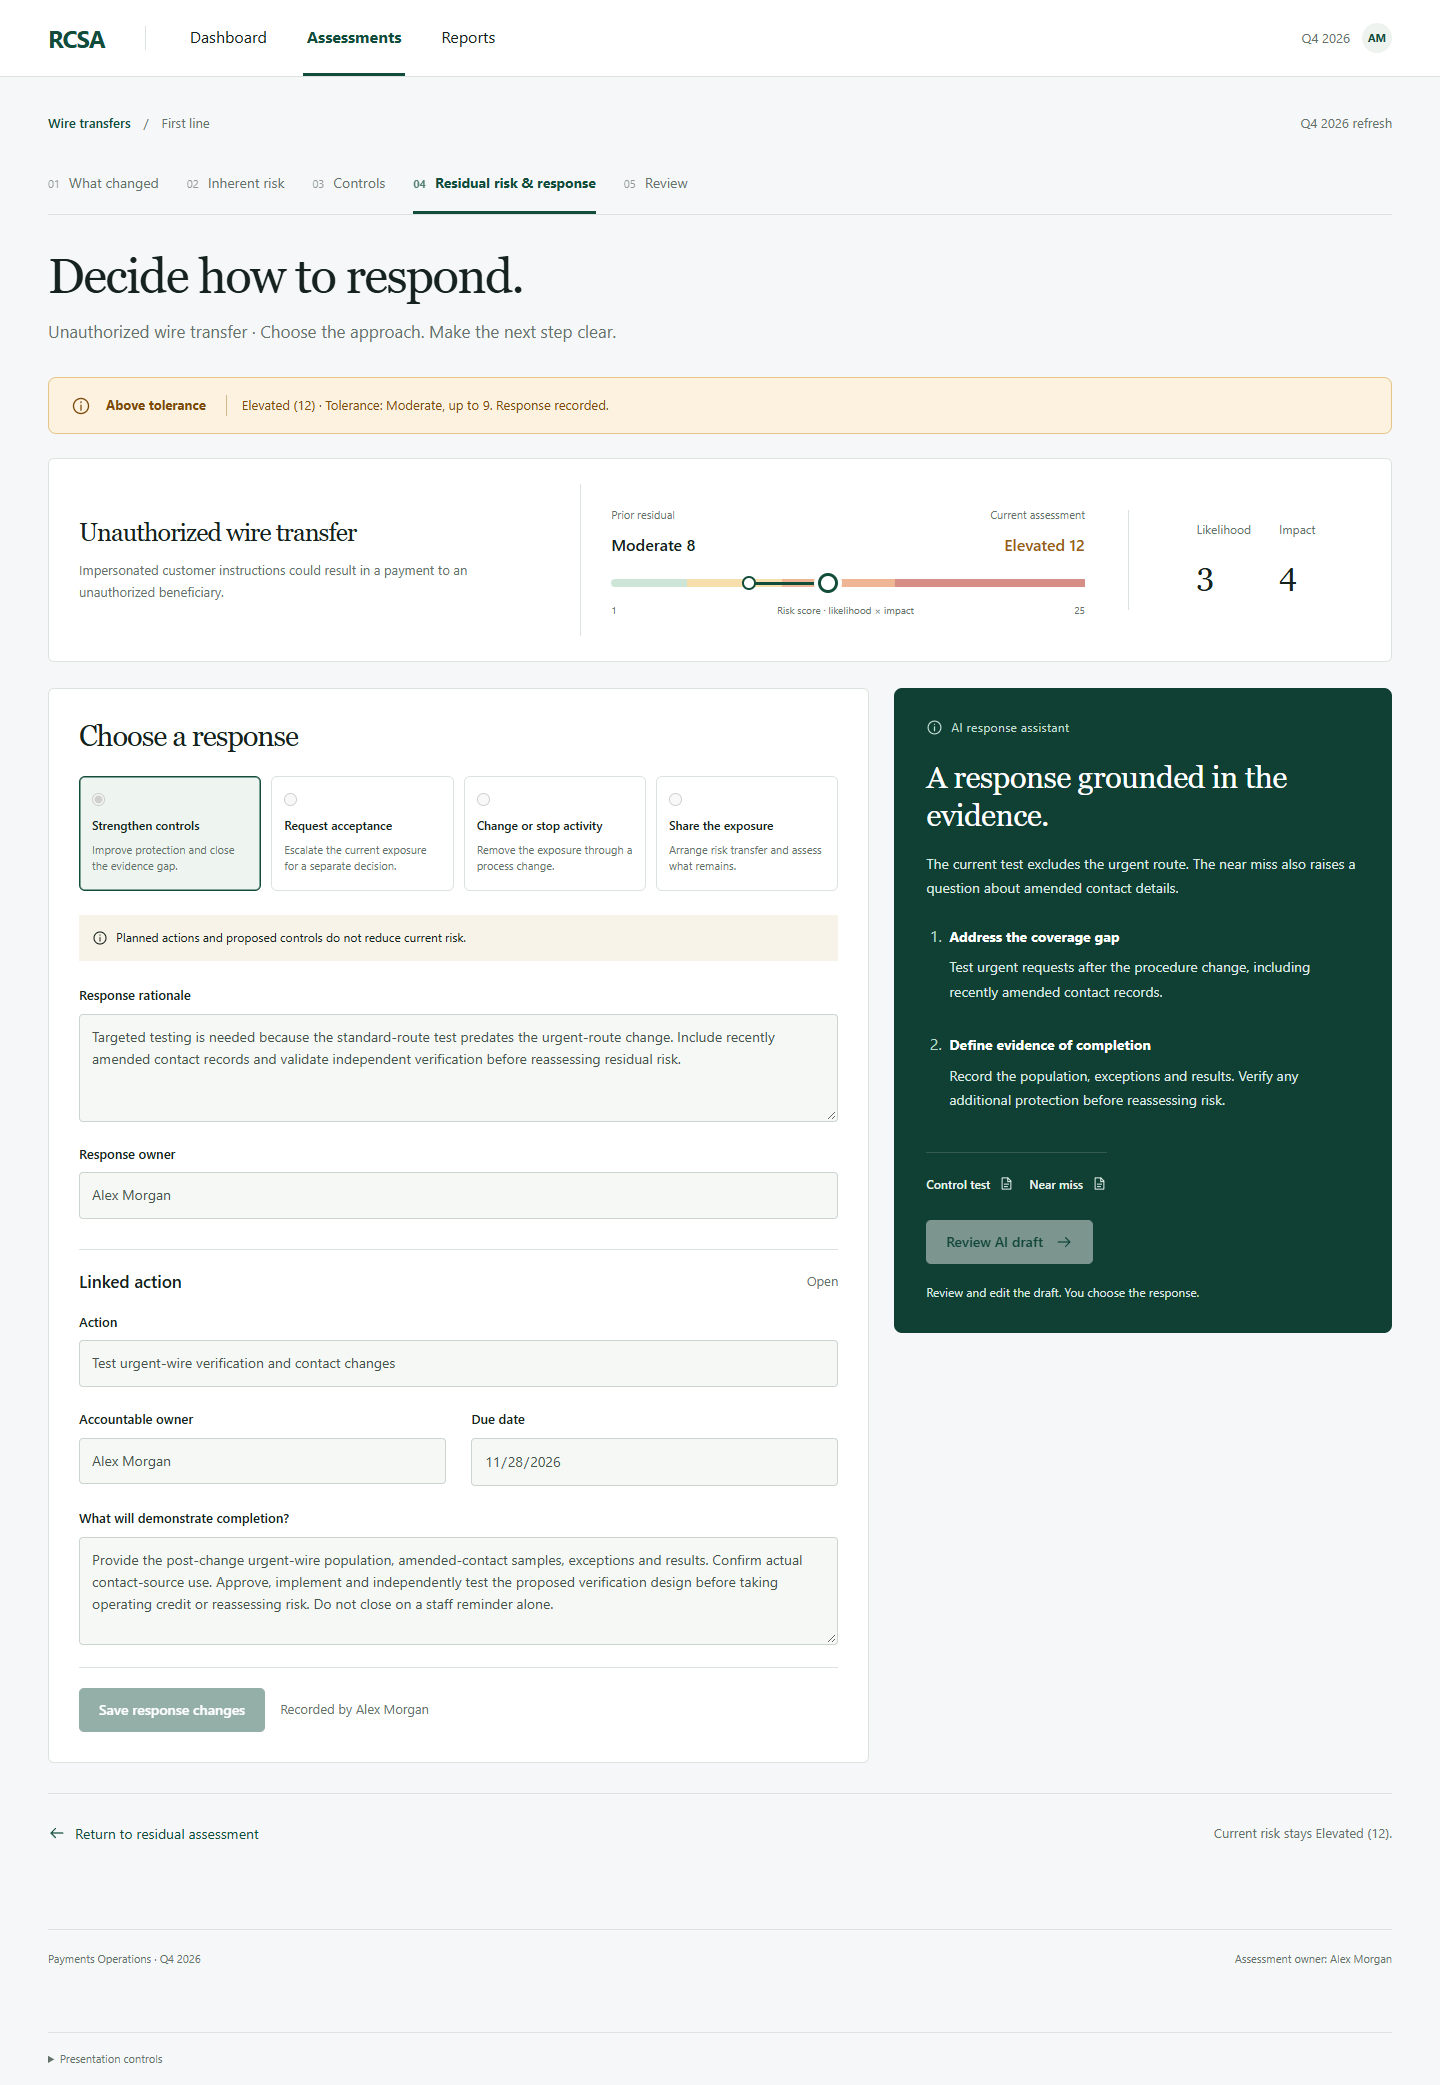 RCSA
Dashboard
Assessments
Reports
Q4 2026
AM
Wire transfers / First line
Q4 2026 refresh
01 What changed
02 Inherent risk
03 Controls
04 Residual risk & response
05 Review
Decide how to respond.
Unauthorized wire transfer · Choose the approach. Make the next step clear.
Above tolerance
Elevated (12) · Tolerance: Moderate, up to 9. Response recorded.
Unauthorized wire transfer
Impersonated customer instructions could result in a payment to an
unauthorized beneficiary.
Prior residual
Current assessment
Moderate 8
Elevated 12
1
Risk score · likelihood × impact
25
Likelihood
Impact
3
4
Choose a response
Strengthen controls
Improve protection and close
the evidence gap.
Request acceptance
Escalate the current exposure
for a separate decision.
Change or stop activity
Remove the exposure through a
process change.
Share the exposure
Arrange risk transfer and assess
what remains.
Planned actions and proposed controls do not reduce current risk.
Response rationale
Targeted testing is needed because the standard-route test predates the urgent-route change. Include recently
amended contact records and validate independent verification before reassessing residual risk.
Response owner
Alex Morgan
Linked action
Open
Action
Test urgent-wire verification and contact changes
Accountable owner
Alex Morgan
Due date
11/28/2026
What will demonstrate completion?
Provide the post-change urgent-wire population, amended-contact samples, exceptions and results. Confirm actual
contact-source use. Approve, implement and independently test the proposed verification design before taking
operating credit or reassessing risk. Do not close on a staff reminder alone.
Save response changes
Recorded by Alex Morgan
AI response assistant
A response grounded in the
evidence.
The current test excludes the urgent route. The near miss also raises a
question about amended contact details.
1. Address the coverage gap
Test urgent requests after the procedure change, including
recently amended contact records.
2. Define evidence of completion
Record the population, exceptions and results. Verify any
additional protection before reassessing risk.
Control test
Near miss
Review AI draft
Review and edit the draft. You choose the response.
Return to residual assessment
Current risk stays Elevated (12).
Payments Operations · Q4 2026
Assessment owner: Alex Morgan
Presentation controls